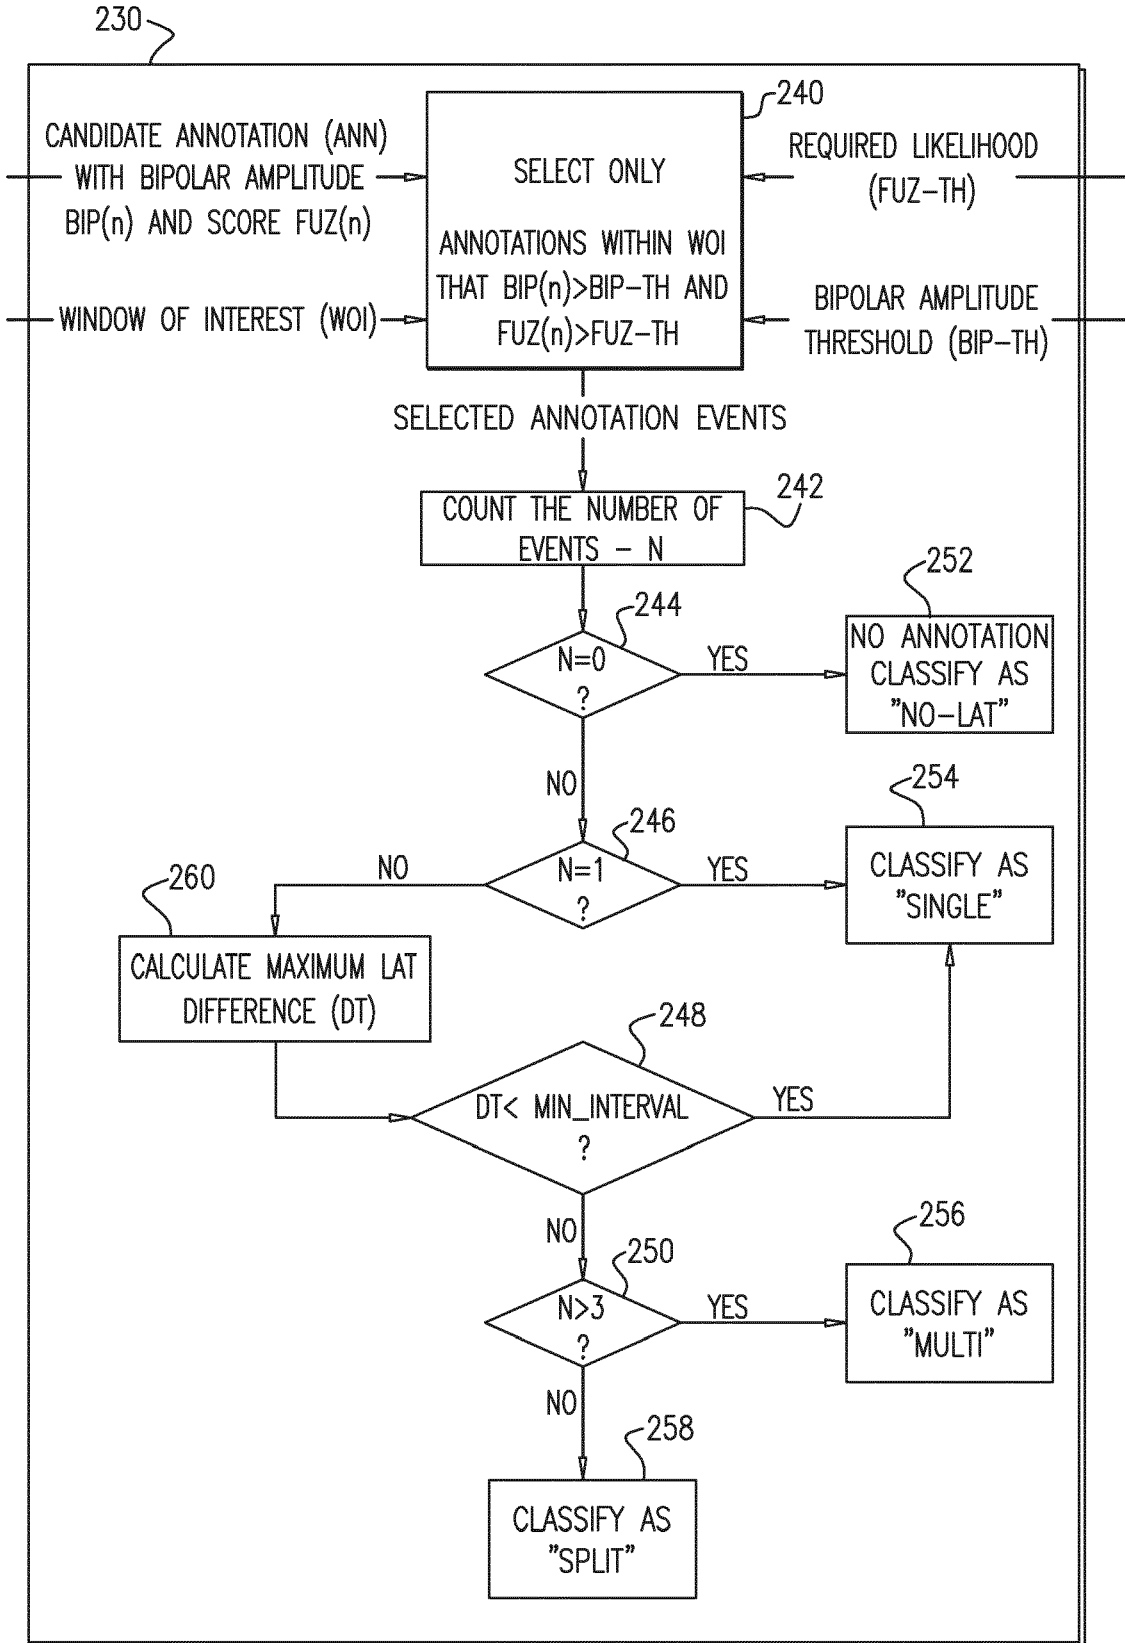 230
240
CANDIDATE ANNOTATION (ANN)
WITH BIPOLAR AMPLITUDE
BIP(n) AND SCORE FUZ(n)
WINDOW OF INTEREST (WOI)
SELECT ONLY
ANNOTATIONS WITHIN WOI
THAT BIP(n)>BIP-TH AND
FUZ(n)>FUZ-TH
REQUIRED LIKELIHOOD
(FUZ-TH)
BIPOLAR AMPLITUDE
THRESHOLD (BIP-TH)
SELECTED ANNOTATION EVENTS
242
COUNT THE NUMBER OF
EVENTS - N
244
N=0
?
YES
252
NO ANNOTATION
CLASSIFY AS
"NO-LAT"
NO
246
N=1
?
YES
254
CLASSIFY AS
"SINGLE"
NO
260
CALCULATE MAXIMUM LAT
DIFFERENCE (DT)
248
DT< MIN_INTERVAL
?
YES
NO
250
N>3
?
YES
256
CLASSIFY AS
"MULTI"
NO
258
CLASSIFY AS
"SPLIT"